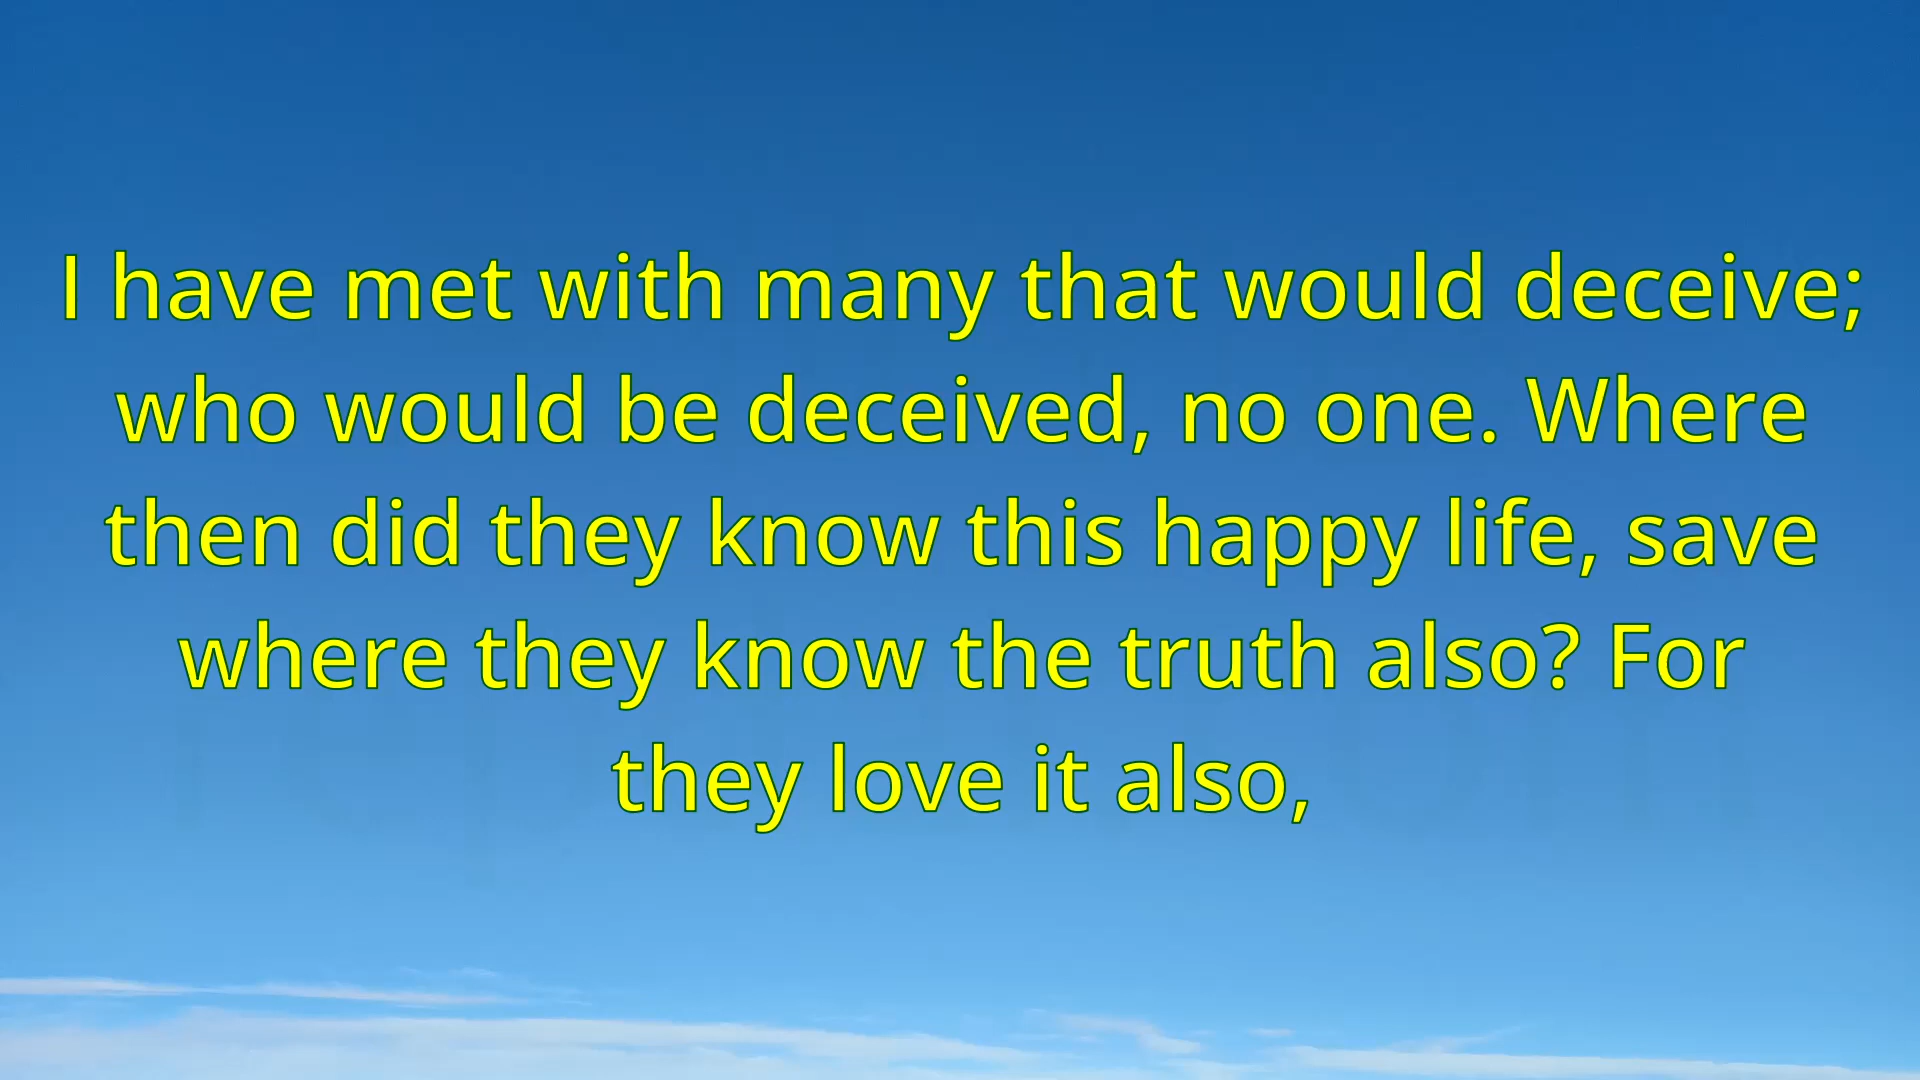 I have met with many that would deceive;
who would be deceived, no one. Where
then did they know this happy life, save
where they know the truth also? For
they love it also,